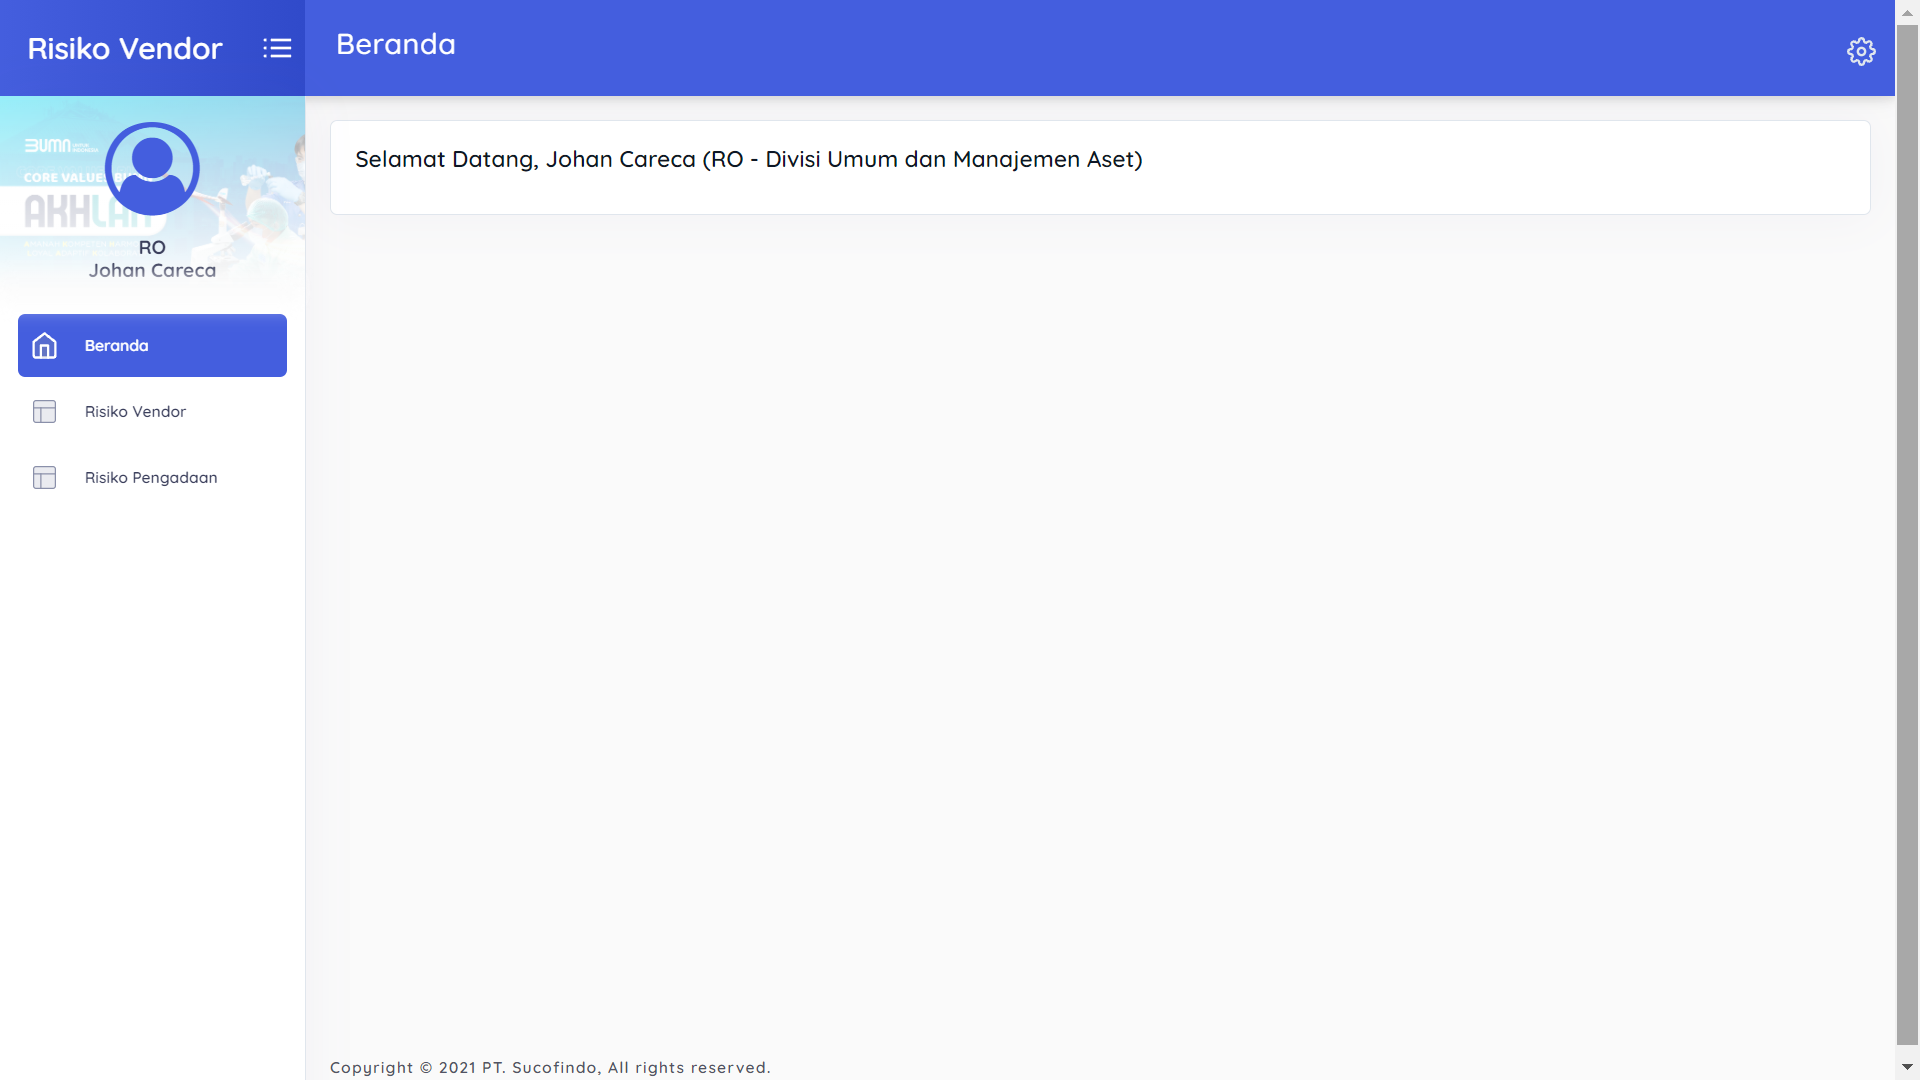 Risiko Vendor
Beranda
BUMN
CORE VALUE
AKHLAK
RO
Johan Careca
Selamat Datang, Johan Careca (RO - Divisi Umum dan Manajemen Aset)
Beranda
Risiko Vendor
Risiko Pengadaan
Copyright © 2021 PT. Sucofindo, All rights reserved.